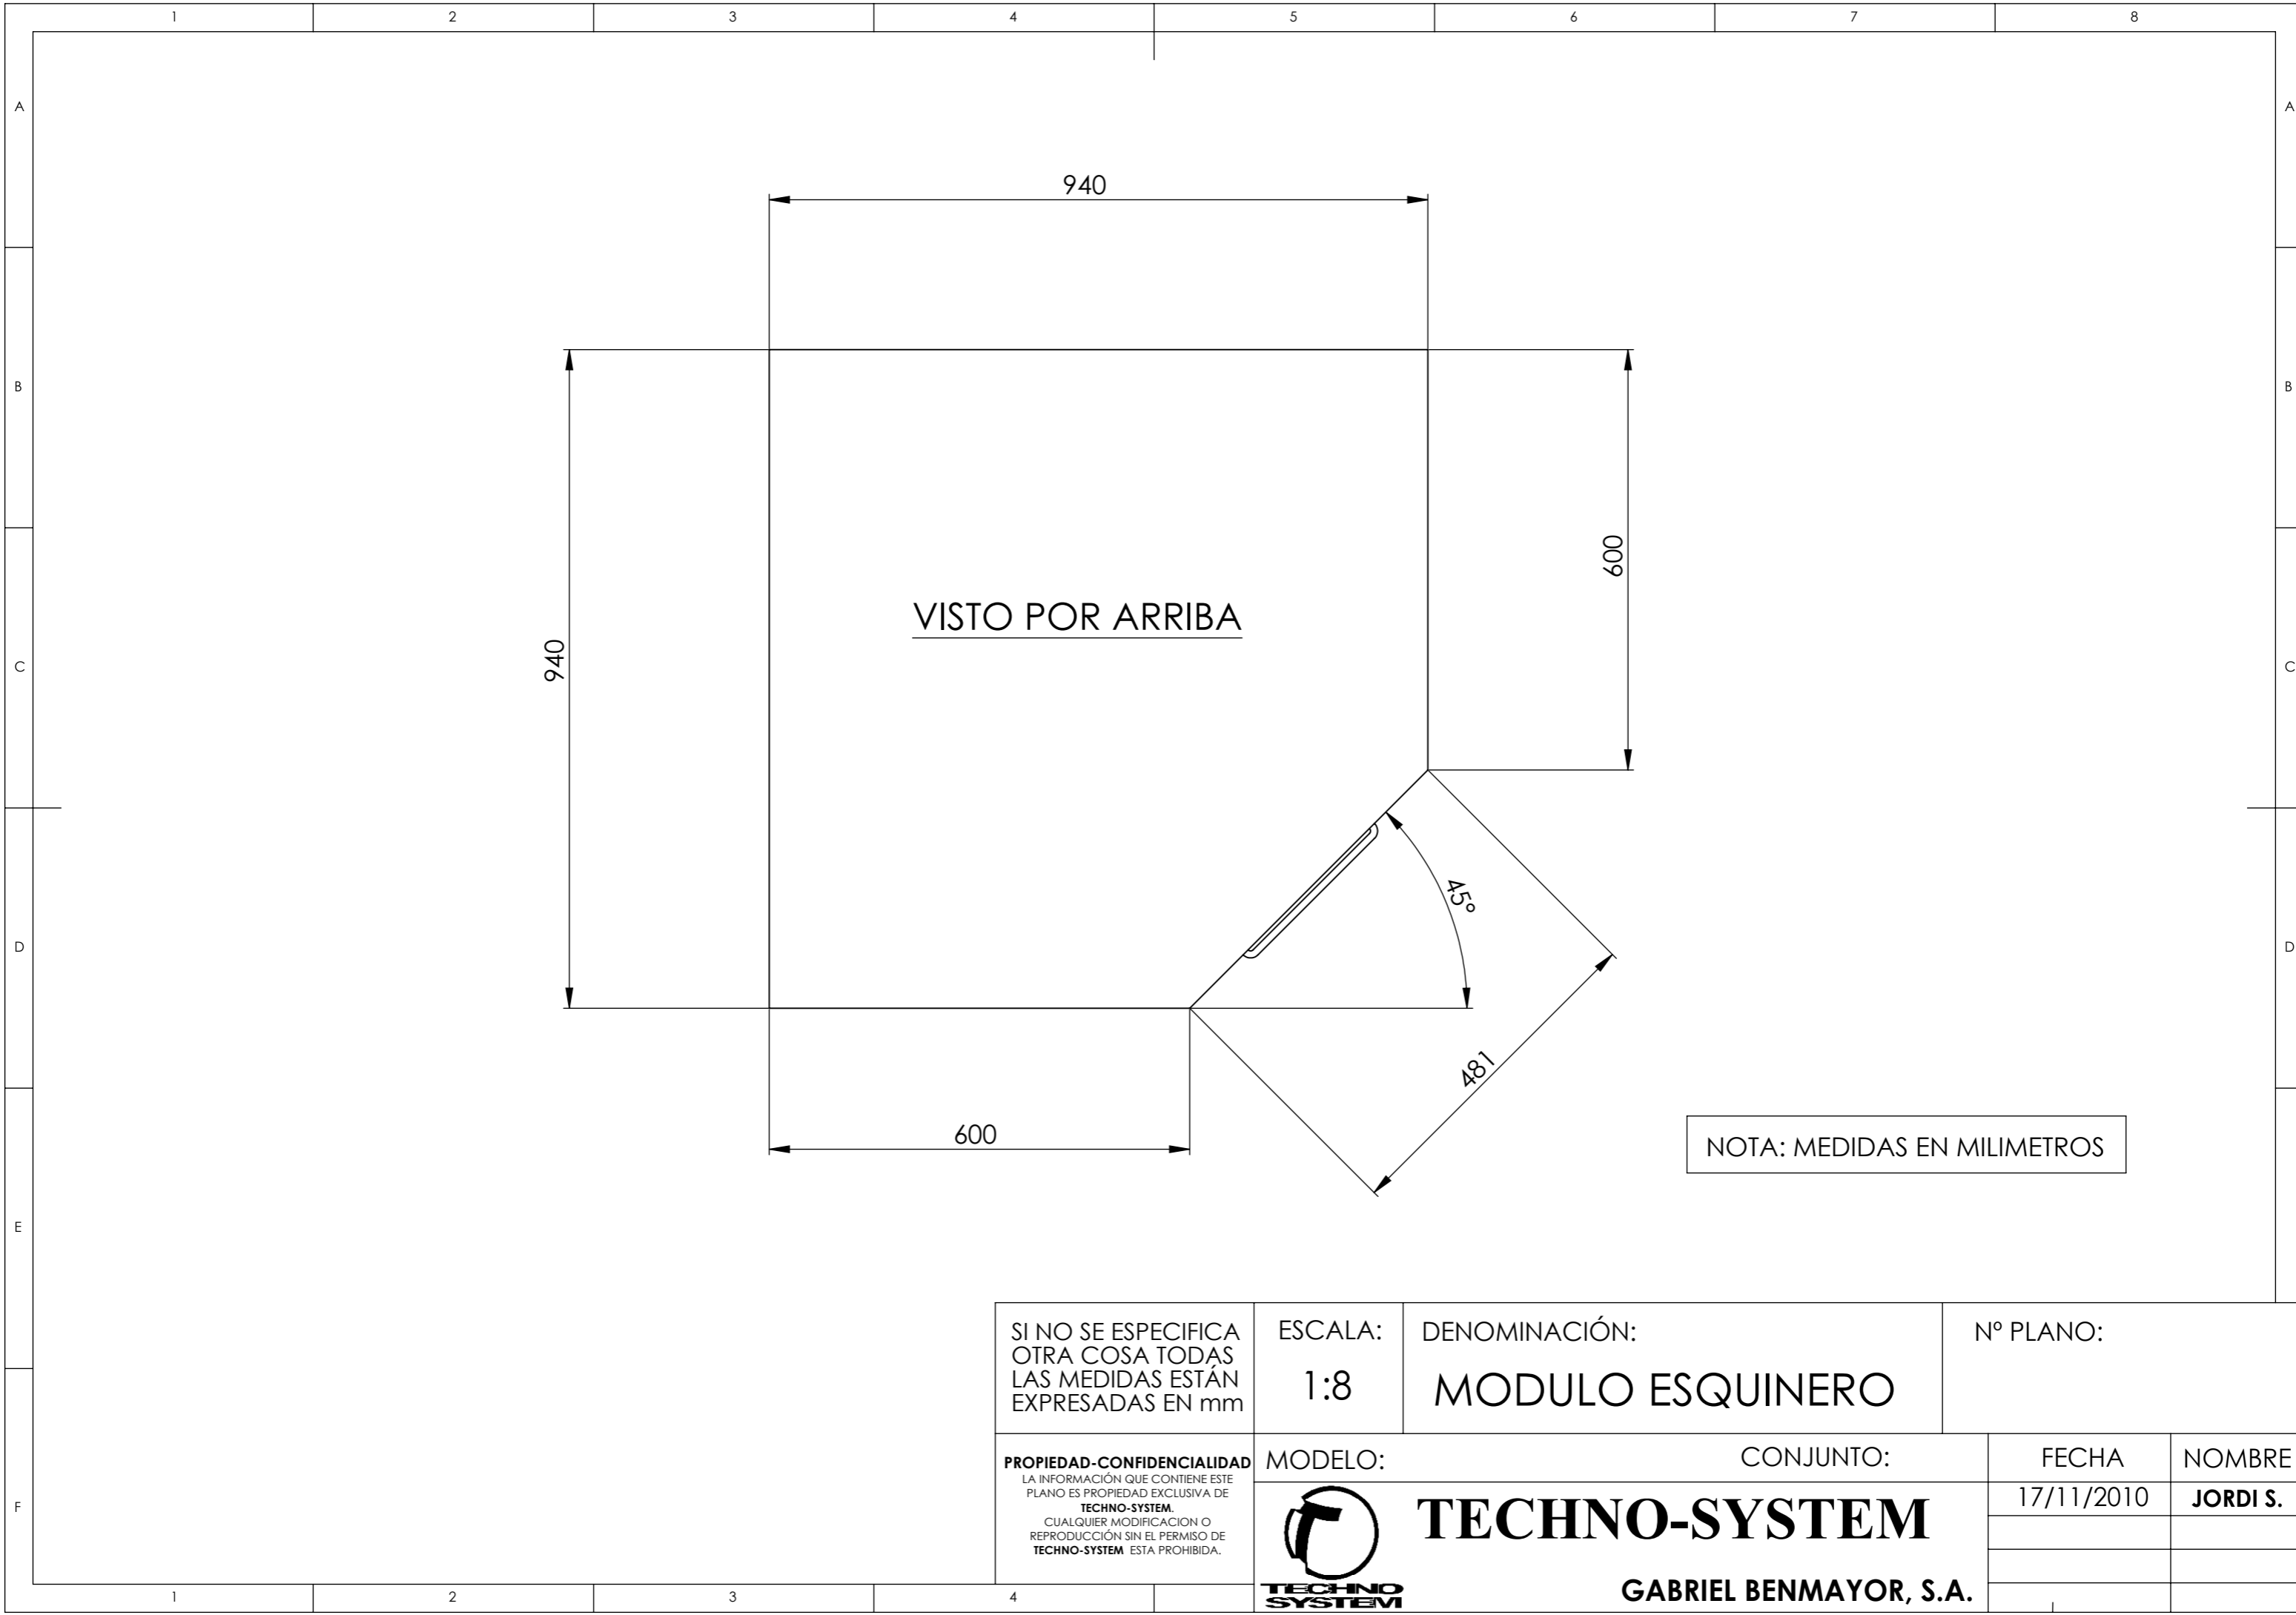 1 2 3 4 5 6 7 8
A A
940
B B
600
VISTO POR ARRIBA
940
C C
45º
D D
481
600
NOTA: MEDIDAS EN MILIMETROS
E
SI NO SE ESPECIFICA
OTRA COSA TODAS
LAS MEDIDAS ESTÁN
EXPRESADAS EN mm
ESCALA:
1:8
DENOMINACIÓN:
MODULO ESQUINERO
Nº PLANO:
PROPIEDAD-CONFIDENCIALIDAD
LA INFORMACIÓN QUE CONTIENE ESTE
PLANO ES PROPIEDAD EXCLUSIVA DE
TECHNO-SYSTEM.
CUALQUIER MODIFICACION O
REPRODUCCIÓN SIN EL PERMISO DE
TECHNO-SYSTEM ESTA PROHIBIDA.
MODELO:
CONJUNTO:
FECHA
NOMBRE
17/11/2010
JORDI S.
F
TECHNO-SYSTEM
TECHNO
SYSTEM
GABRIEL BENMAYOR, S.A.
1 2 3 4